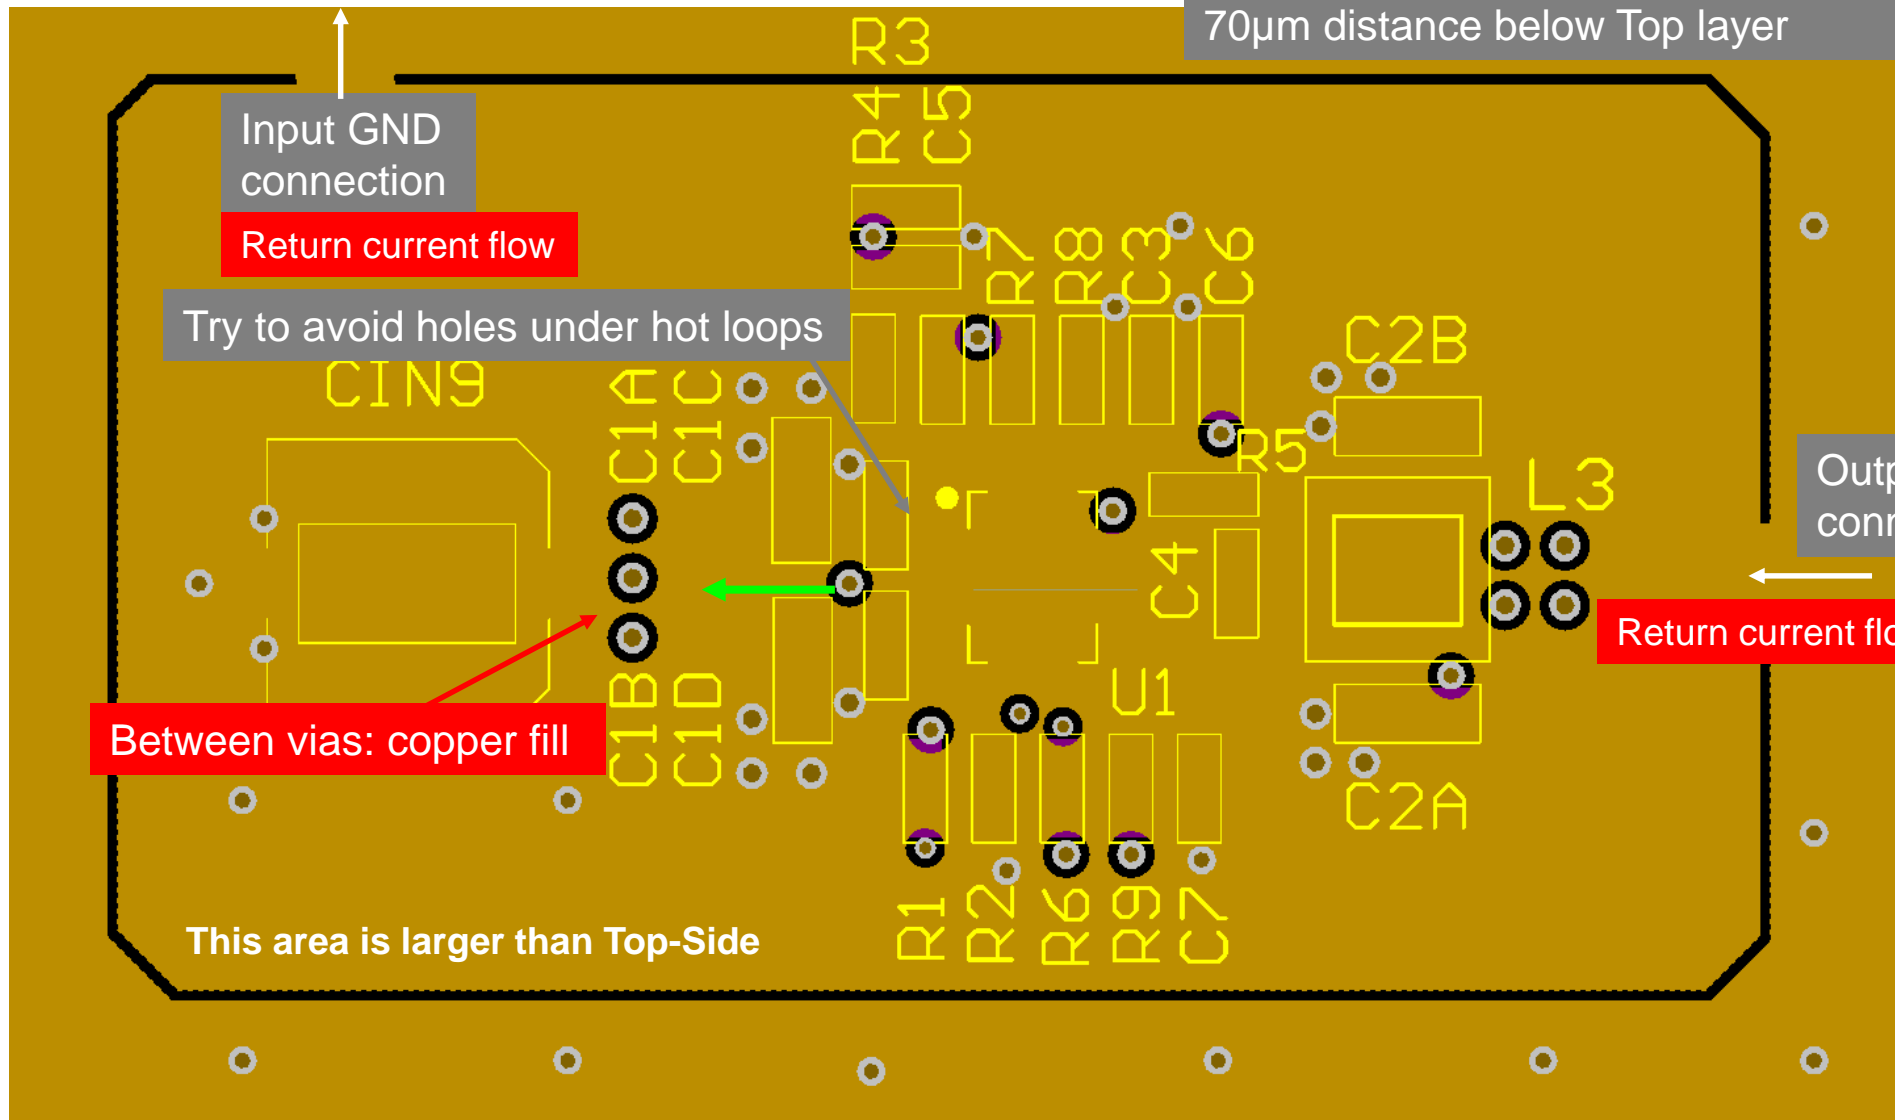 70µm distance below Top layer
R3
R4
C5
Input GND
connection
Return current flow
R7
R8
C3
C6
Try to avoid holes under hot loops
CIN9
C1A
C1C
C2B
R5
L3
Outp
conn
C4
Return current flo
U1
C1B
C1D
Between vias: copper fill
C2A
R1
R2
R6
R9
C7
This area is larger than Top-Side